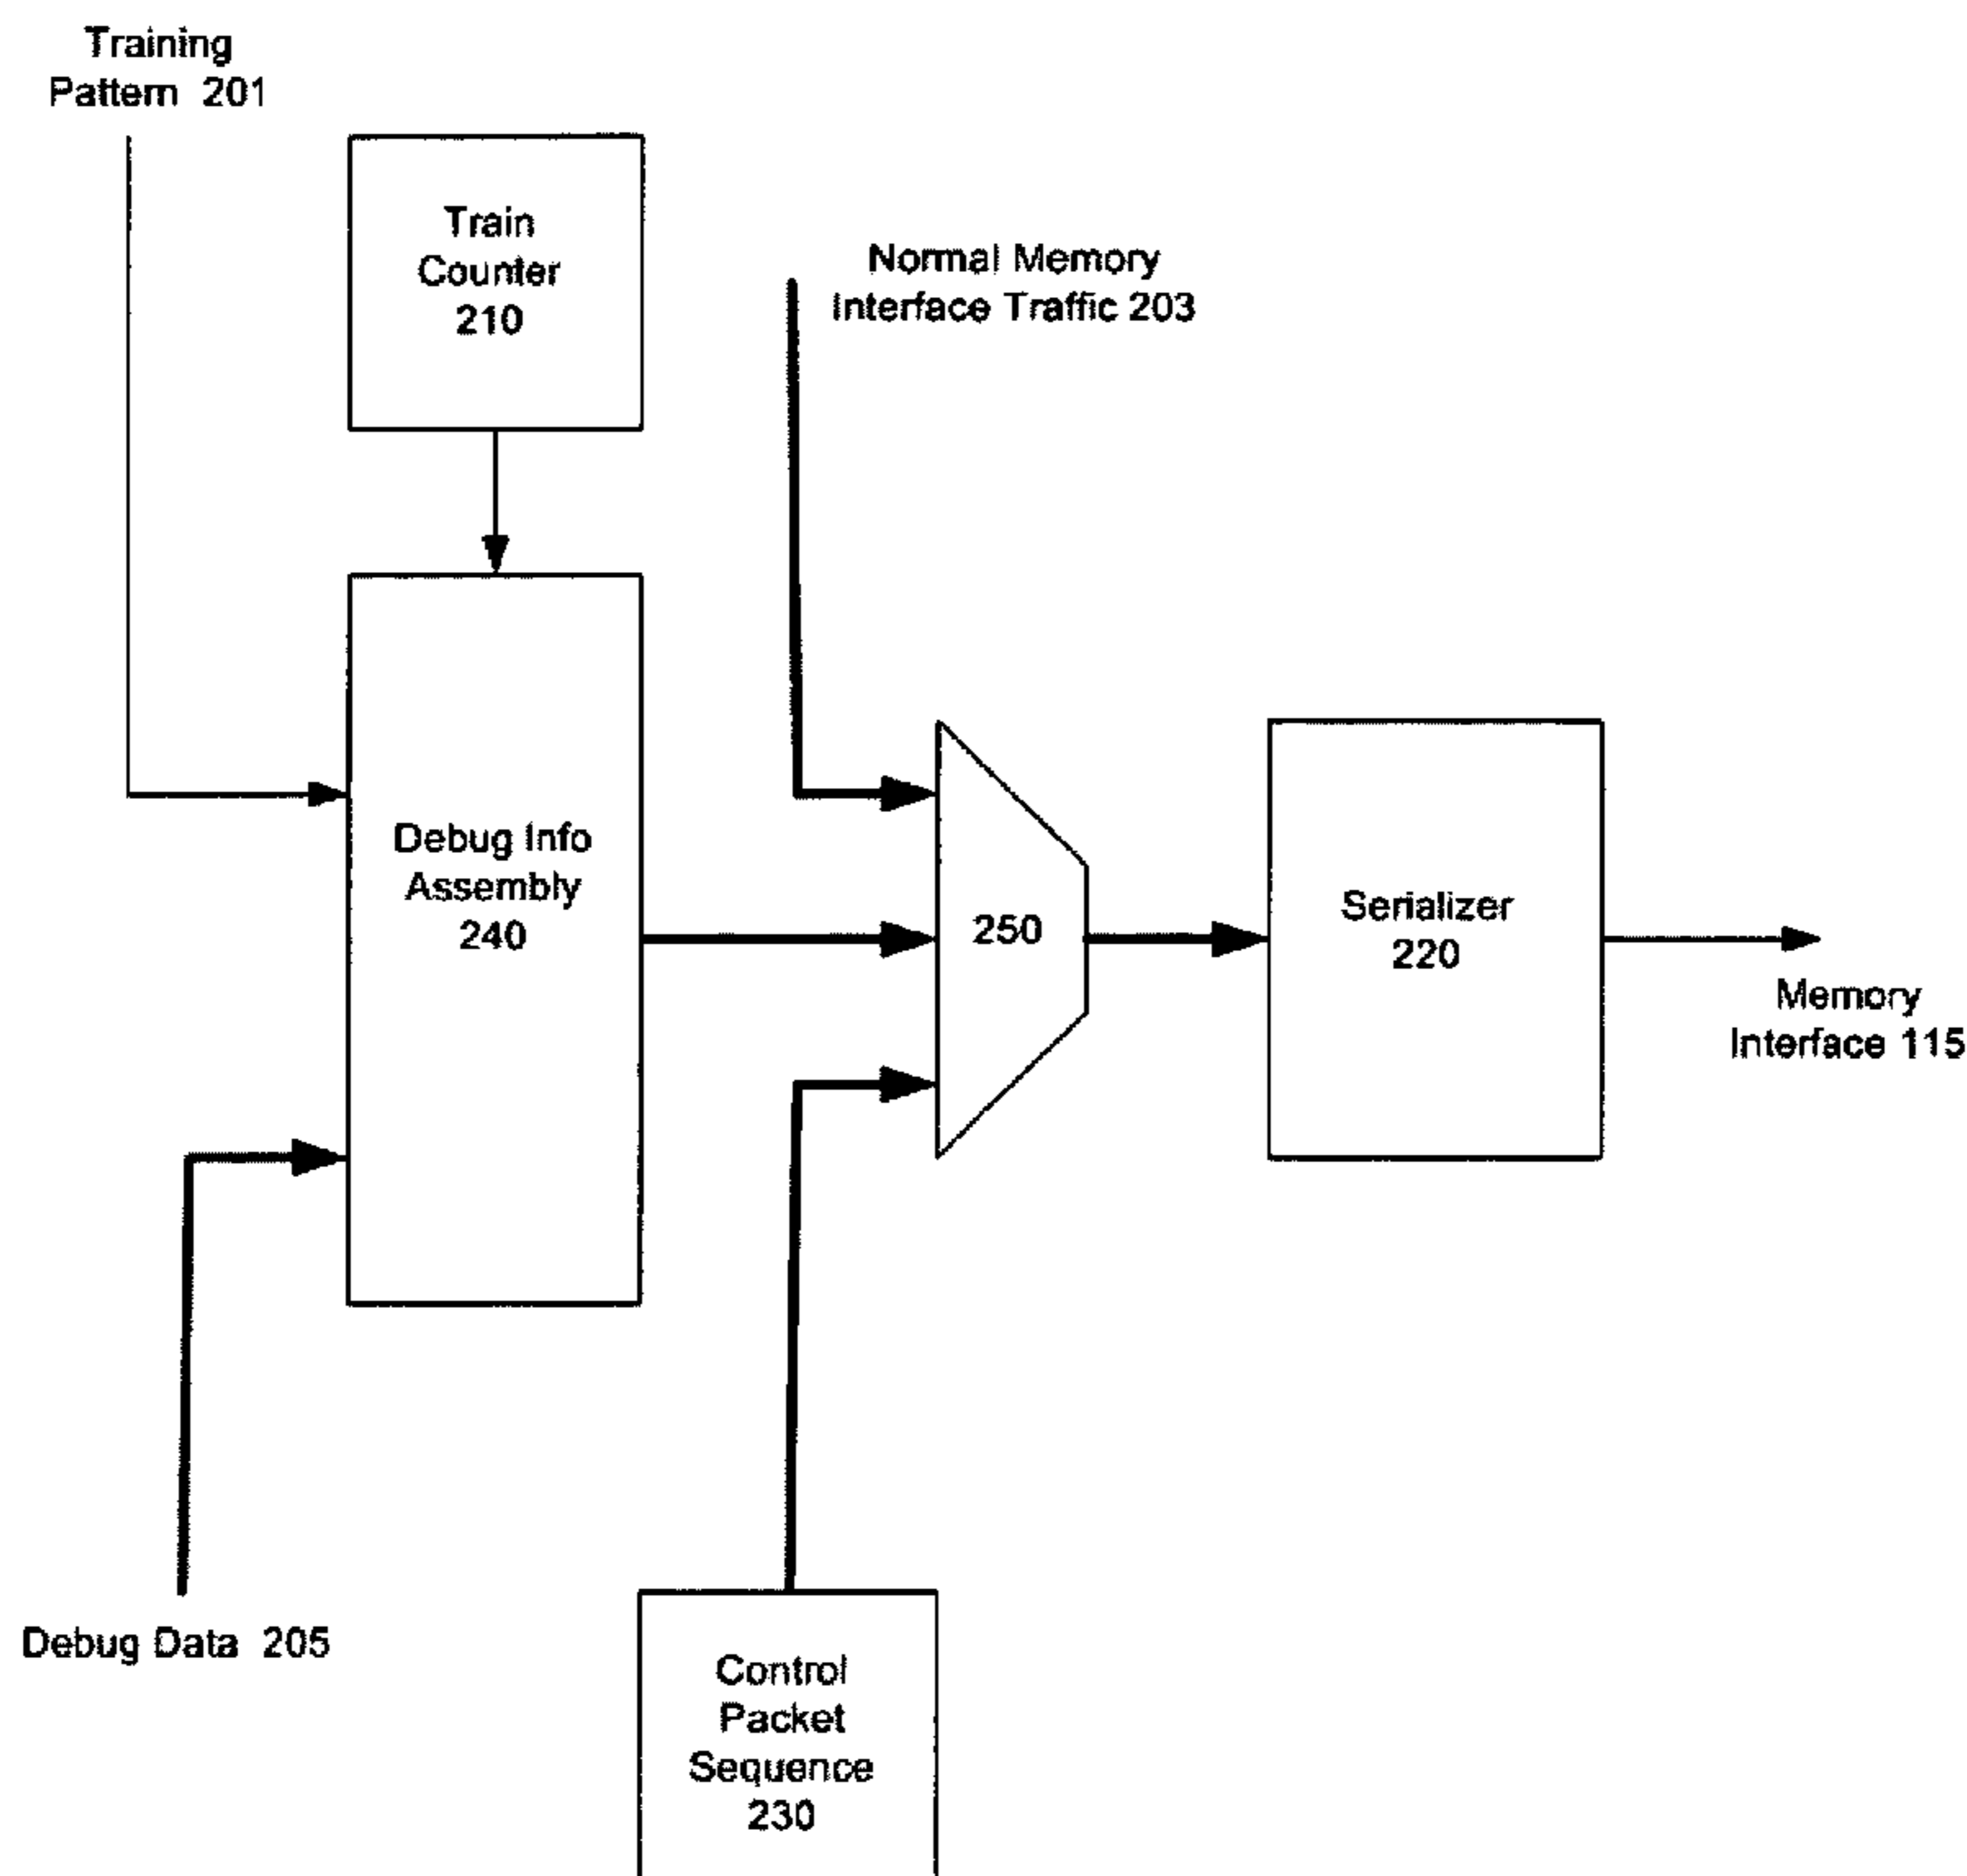 Training
Pattern 201
Train
Counter
210
Normal Memory
Interface Traffic 203
Debug Info
Assembly
240
250
Serializer
220
Memory
Interface 115
Debug Data 205
Control
Packet
Sequence
230